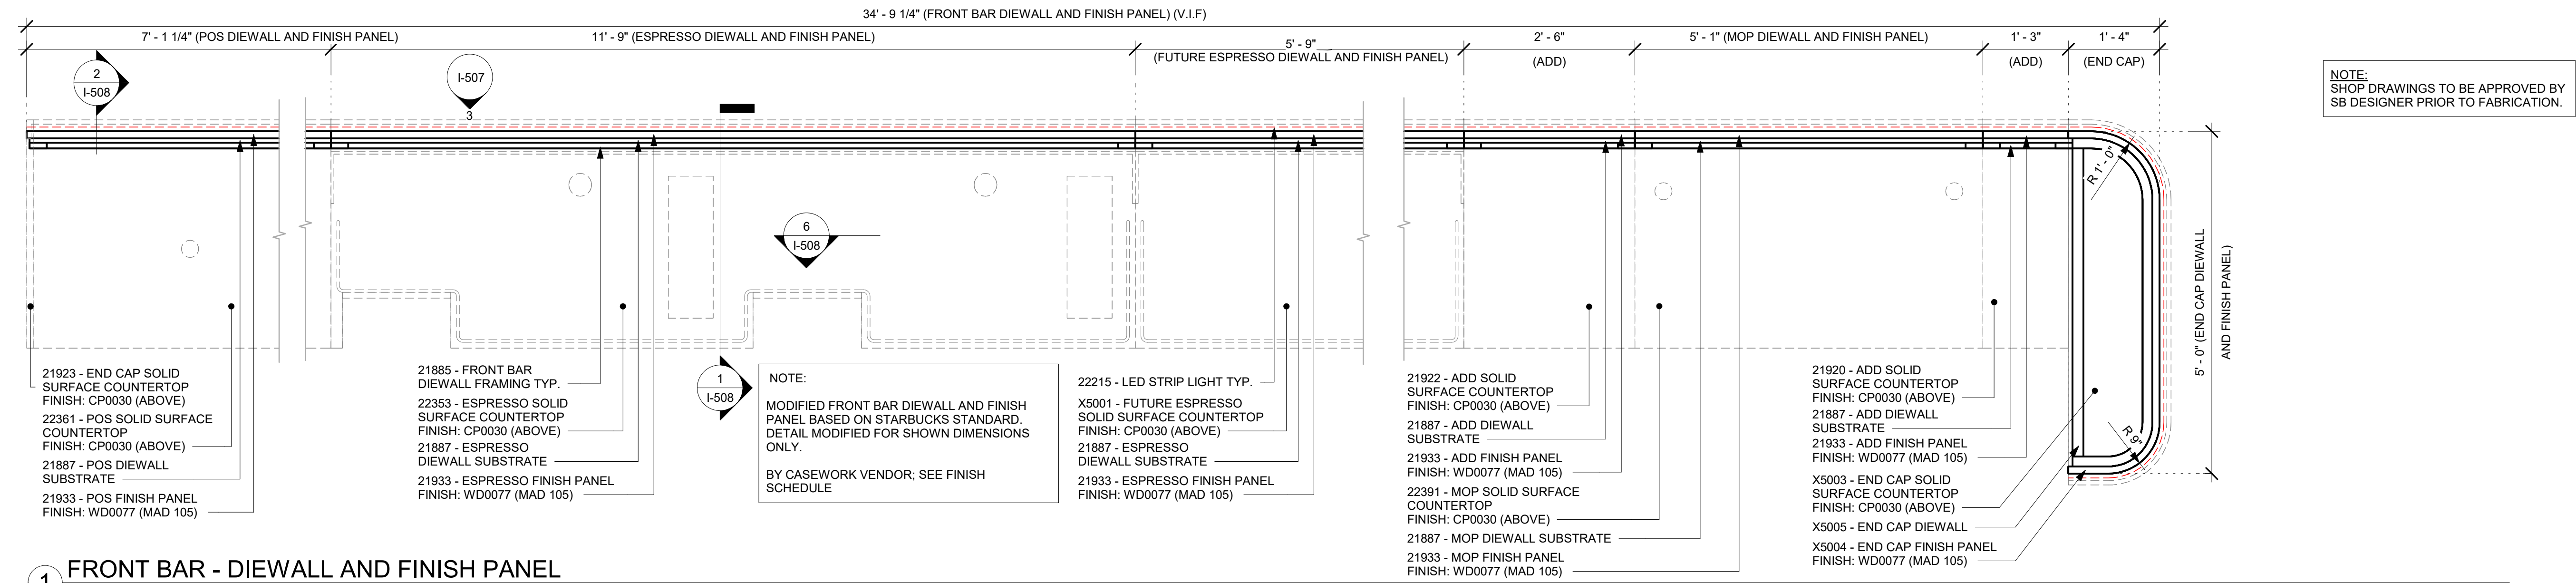 34' - 9 1/4" (FRONT BAR DIEWALL AND FINISH PANEL) (V.I.F)
7' - 1 1/4" (POS DIEWALL AND FINISH PANEL)
11' - 9" (ESPRESSO DIEWALL AND FINISH PANEL)
5' - 9"
(FUTURE ESPRESSO DIEWALL AND FINISH PANEL)
2' - 6"
(ADD)
5' - 1" (MOP DIEWALL AND FINISH PANEL)
1' - 3"
(ADD)
1' - 4"
(END CAP)
NOTE:
SHOP DRAWINGS TO BE APPROVED BY
SB DESIGNER PRIOR TO FABRICATION.
2
I-508
I-507
3
6
I-508
R 1' - 0"
R 9"
5' - 0" (END CAP DIEWALL
AND FINISH PANEL)
21923 - END CAP SOLID
SURFACE COUNTERTOP
FINISH: CP0030 (ABOVE)
22361 - POS SOLID SURFACE
COUNTERTOP
FINISH: CP0030 (ABOVE)
21887 - POS DIEWALL
SUBSTRATE
21933 - POS FINISH PANEL
FINISH: WD0077 (MAD 105)
21885 - FRONT BAR
DIEWALL FRAMING TYP.
22353 - ESPRESSO SOLID
SURFACE COUNTERTOP
FINISH: CP0030 (ABOVE)
21887 - ESPRESSO
DIEWALL SUBSTRATE
21933 - ESPRESSO FINISH PANEL
FINISH: WD0077 (MAD 105)
1
I-508
NOTE:
MODIFIED FRONT BAR DIEWALL AND FINISH
PANEL BASED ON STARBUCKS STANDARD.
DETAIL MODIFIED FOR SHOWN DIMENSIONS
ONLY.
BY CASEWORK VENDOR; SEE FINISH
SCHEDULE
22215 - LED STRIP LIGHT TYP.
X5001 - FUTURE ESPRESSO
SOLID SURFACE COUNTERTOP
FINISH: CP0030 (ABOVE)
21887 - ESPRESSO
DIEWALL SUBSTRATE
21933 - ESPRESSO FINISH PANEL
FINISH: WD0077 (MAD 105)
21922 - ADD SOLID
SURFACE COUNTERTOP
FINISH: CP0030 (ABOVE)
21887 - ADD DIEWALL
SUBSTRATE
21933 - ADD FINISH PANEL
FINISH: WD0077 (MAD 105)
22391 - MOP SOLID SURFACE
COUNTERTOP
FINISH: CP0030 (ABOVE)
21887 - MOP DIEWALL SUBSTRATE
21933 - MOP FINISH PANEL
FINISH: WD0077 (MAD 105)
21920 - ADD SOLID
SURFACE COUNTERTOP
FINISH: CP0030 (ABOVE)
21887 - ADD DIEWALL
SUBSTRATE
21933 - ADD FINISH PANEL
FINISH: WD0077 (MAD 105)
X5003 - END CAP SOLID
SURFACE COUNTERTOP
FINISH: CP0030 (ABOVE)
X5005 - END CAP DIEWALL
X5004 - END CAP FINISH PANEL
FINISH: WD0077 (MAD 105)
1
FRONT BAR - DIEWALL AND FINISH PANEL